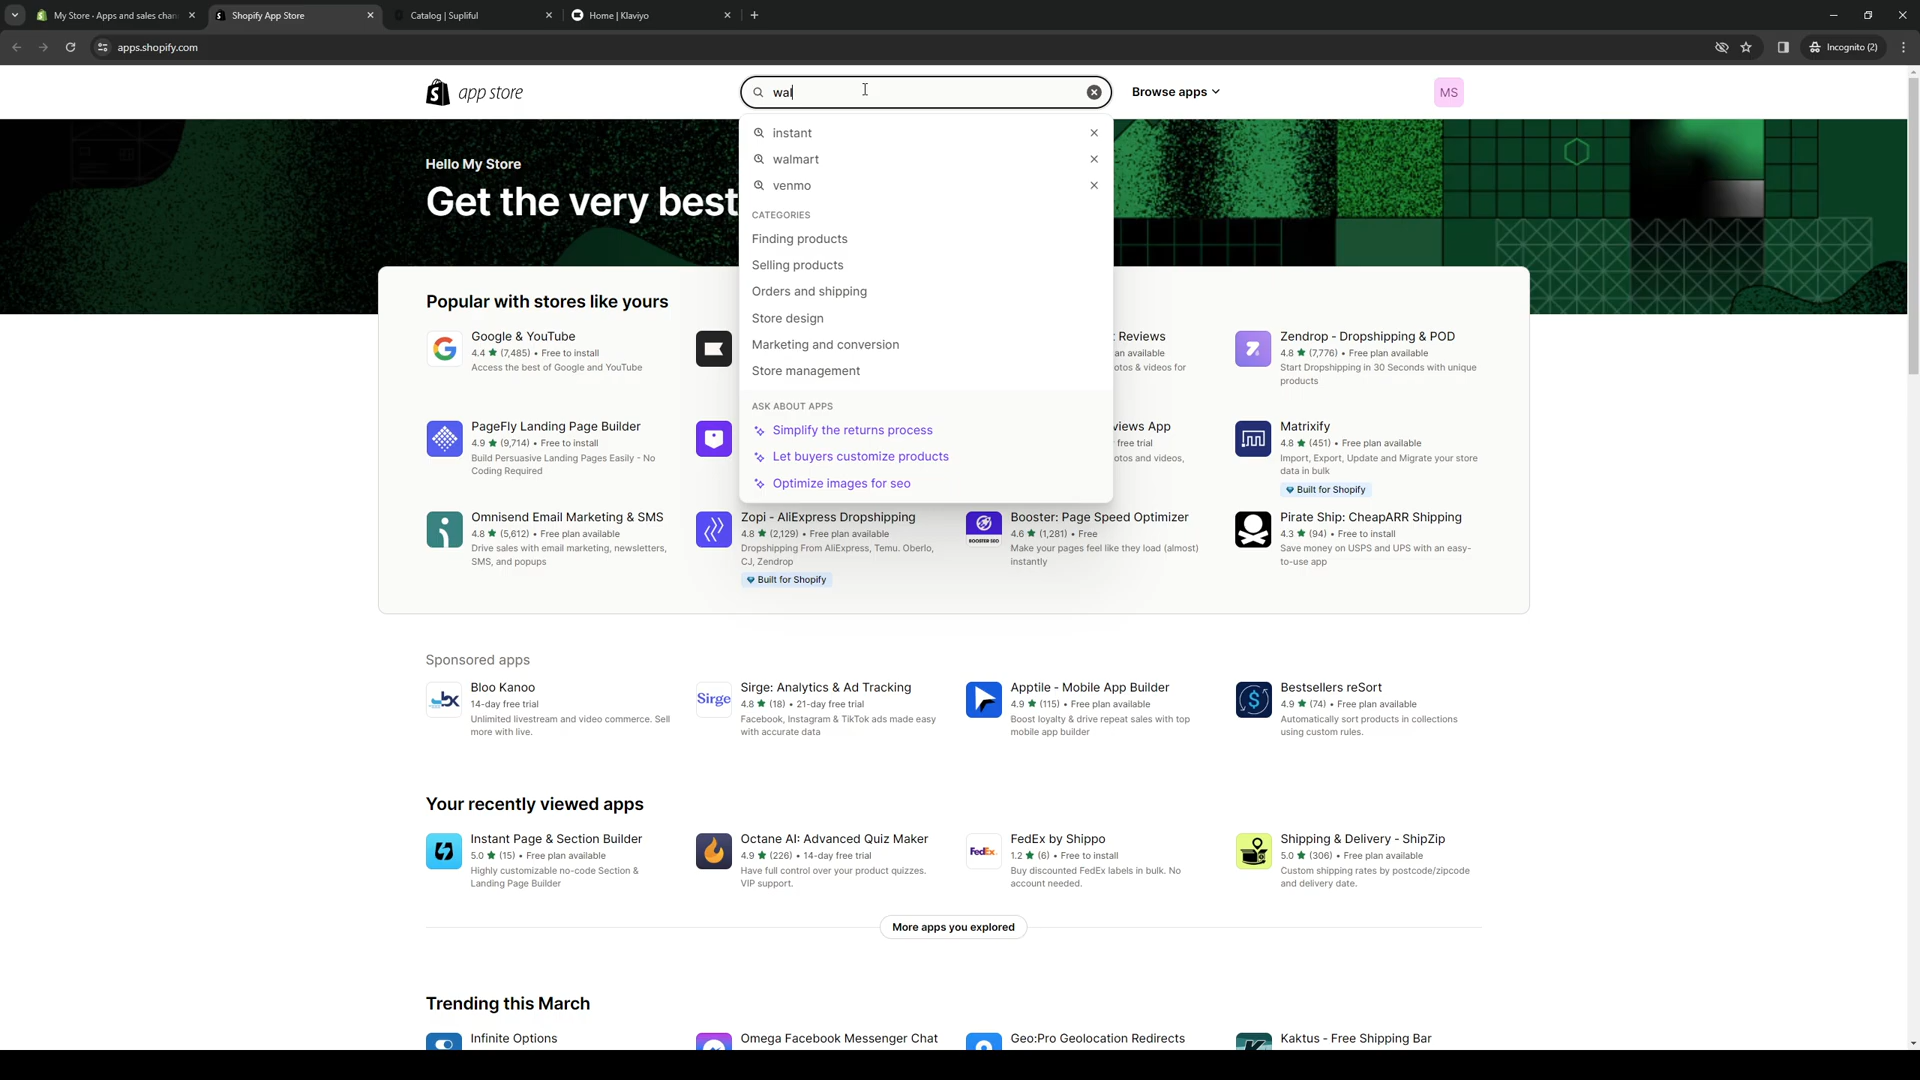 My Store · Apps and sales chan
Shopify App Store
Catalog | Supliful
Home | Klaviyo
apps.shopify.com
Incognito (2)
app store
wal
Browse apps
MS
instant
walmart
venmo
CATEGORIES
Finding products
Selling products
Orders and shipping
Store design
Marketing and conversion
Store management
ASK ABOUT APPS
Simplify the returns process
Let buyers customize products
Optimize images for seo
Hello My Store
Get the very best
Popular with stores like yours
Google & YouTube
4.4 ★ (7,485) • Free to install
Access the best of Google and YouTube
Reviews
an available
otos & videos for
Zendrop - Dropshipping & POD
4.8 ★ (7,776) • Free plan available
Start Dropshipping in 30 Seconds with unique
products
PageFly Landing Page Builder
4.9 ★ (9,714) • Free to install
Build Persuasive Landing Pages Easily - No
Coding Required
views App
free trial
otos and videos,
Matrixify
4.8 ★ (451) • Free plan available
Import, Export, Update and Migrate your store
data in bulk
Built for Shopify
Omnisend Email Marketing & SMS
4.8 ★ (5,612) • Free plan available
Drive sales with email marketing, newsletters,
SMS, and popups
Zopi - AliExpress Dropshipping
4.8 ★ (2,129) • Free plan available
Dropshipping From AliExpress, Temu. Oberlo,
CJ, Zendrop
Built for Shopify
BOOSTER SEO
Booster: Page Speed Optimizer
4.6 ★ (1,281) • Free
Make your pages feel like they load (almost)
instantly
Pirate Ship: CheapARR Shipping
4.3 ★ (94) • Free to install
Save money on USPS and UPS with an easy-
to-use app
Sponsored apps
Bloo Kanoo
14-day free trial
Unlimited livestream and video commerce. Sell
more with live.
Sirge
Sirge: Analytics & Ad Tracking
4.8 ★ (18) • 21-day free trial
Facebook, Instagram & TikTok ads made easy
with accurate data
Apptile - Mobile App Builder
4.9 ★ (115) • Free plan available
Boost loyalty & drive repeat sales with top
mobile app builder
Bestsellers reSort
4.9 ★ (74) • Free plan available
Automatically sort products in collections
using custom rules.
Your recently viewed apps
Instant Page & Section Builder
5.0 ★ (15) • Free plan available
Highly customizable no-code Section &
Landing Page Builder
Octane AI: Advanced Quiz Maker
4.9 ★ (226) • 14-day free trial
Have full control over your product quizzes.
VIP support.
FedEx
FedEx by Shippo
1.2 ★ (6) • Free to install
Buy discounted FedEx labels in bulk. No
account needed.
Shipping & Delivery - ShipZip
5.0 ★ (306) • Free plan available
Custom shipping rates by postcode/zipcode
and delivery date.
More apps you explored
Trending this March
Infinite Options
Omega Facebook Messenger Chat
Geo:Pro Geolocation Redirects
Kaktus - Free Shipping Bar